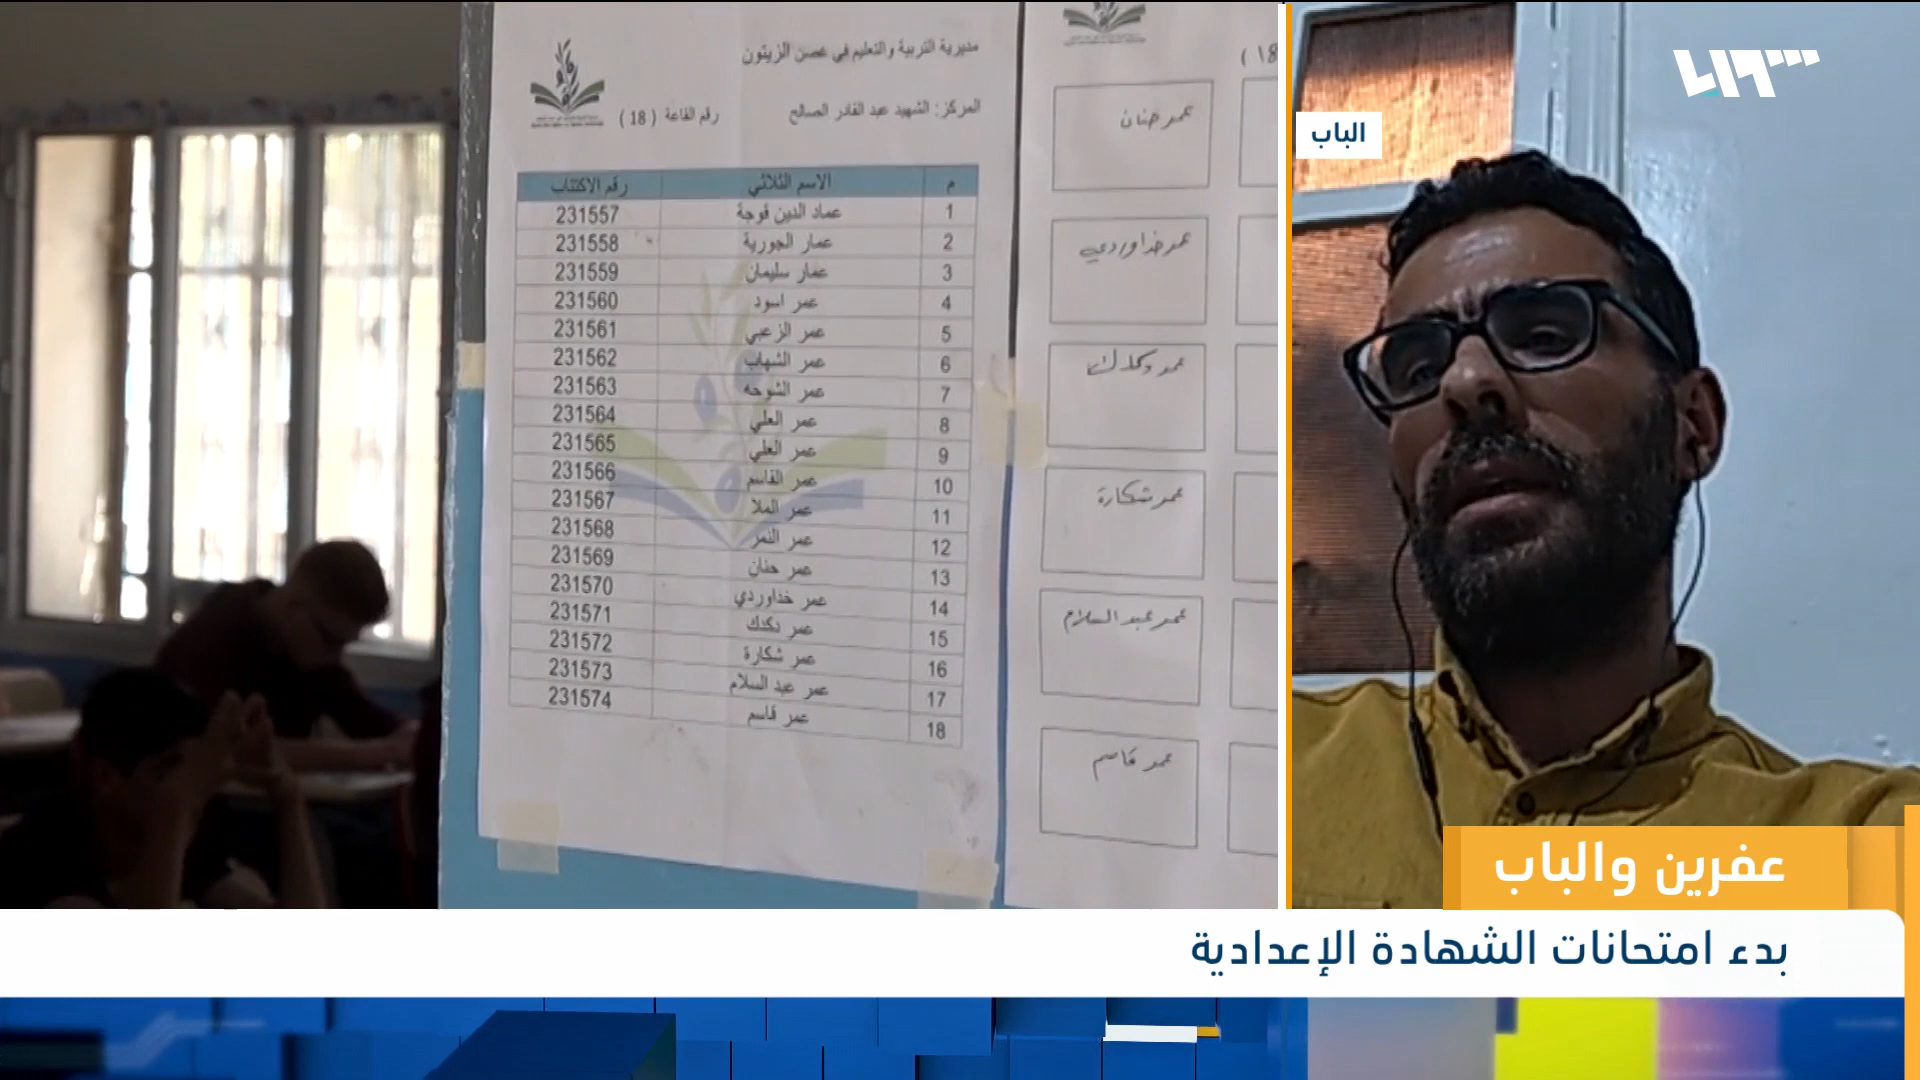 سوريا
الباب
مديرية التربية والتعليم في غصن الزيتون
المركز: الشهيد عبد القادر الصالح
رقم القاعة ( 18 )
م الاسم الثلاثي رقم الاكتتاب
1 عماد الدين قوجة 231557
2 عمار الجورية 231558
3 عمار سليمان 231559
4 عمر اسود 231560
5 عمر الزعبي 231561
6 عمر الشهاب 231562
7 عمر الشوحه 231563
8 عمر العلي 231564
9 عمر العلي 231565
10 عمر القاسم 231566
11 عمر الملا 231567
12 عمر النمر 231568
13 عمر حنان 231569
14 عمر خداوردي 231570
15 عمر 231571
16 عمر شكارة 231572
17 عمر عبد السلام 231573
18 عمر قاسم 231574
( 18
عمر حنان
عمر خداوردي
عمر
عمر شكارة
عمر عبد السلام
عمر قاسم
عفرين والباب
بدء امتحانات الشهادة الإعدادية